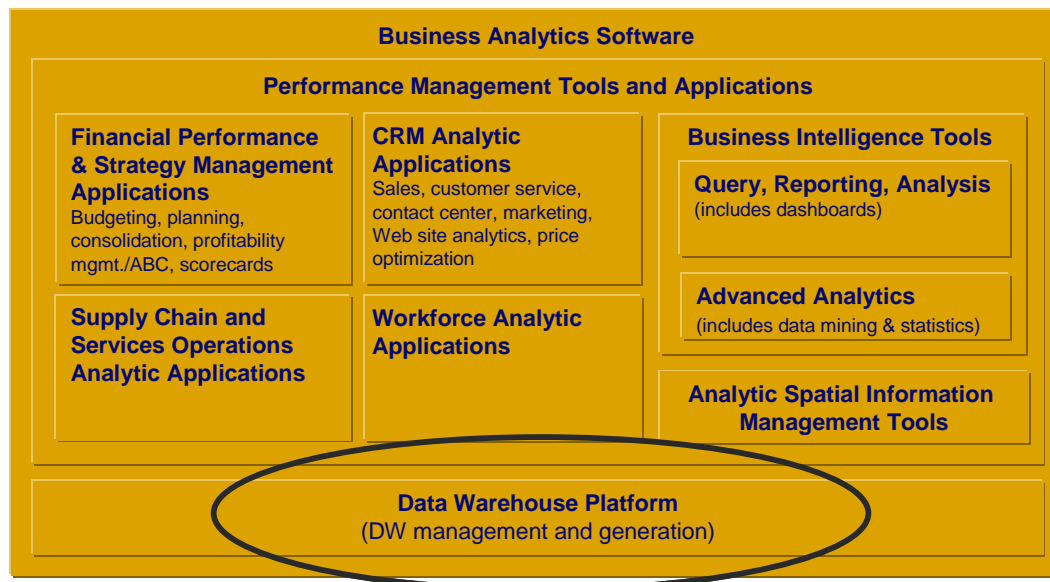 Business Analytics Software
Performance Management Tools and Applications
Financial Performance
& Strategy Management
Applications
Budgeting, planning,
consolidation, profitability
mgmt./ABC, scorecards
CRM Analytic
Applications
Sales, customer service,
contact center, marketing,
Web site analytics, price
optimization
Business Intelligence Tools
Query, Reporting, Analysis
(includes dashboards)
Advanced Analytics
(includes data mining & statistics)
Supply Chain and
Services Operations
Analytic Applications
Workforce Analytic
Applications
Analytic Spatial Information
Management Tools
Data Warehouse Platform
(DW management and generation)